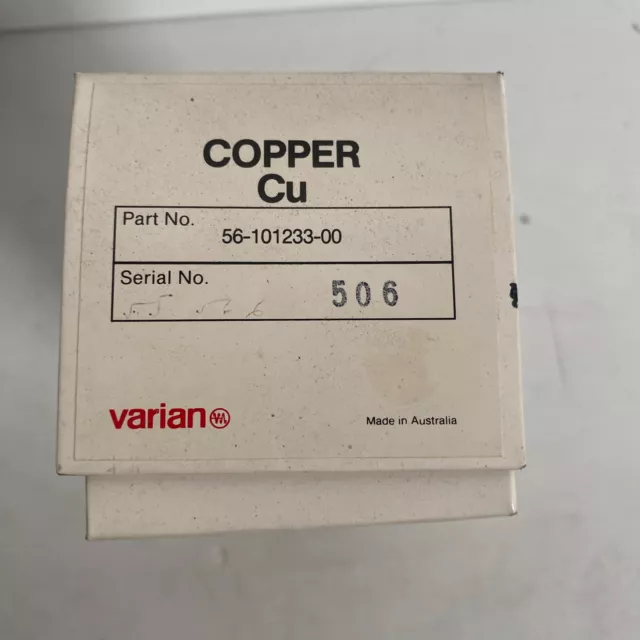 COPPER
Cu
Part No.
56-101233-00
Serial No.
506
varian
Made in Australia